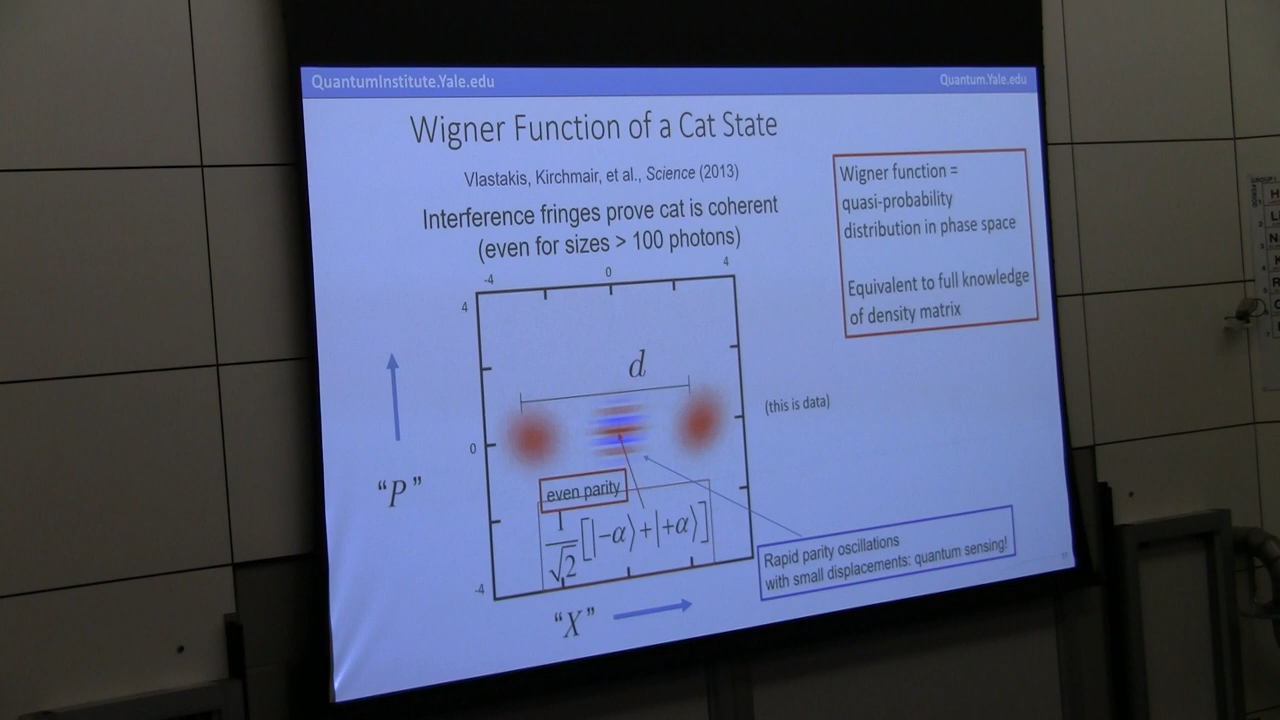 QuantumInstitute.Yale.edu
Quantum.Yale.edu
Wigner Function of a Cat State
Vlastakis, Kirchmair, et al., Science (2013)
Interference fringes prove cat is coherent
(even for sizes > 100 photons)
Wigner function =
quasi-probability
distribution in phase space
Equivalent to full knowledge
of density matrix
-4 0 4
4
d
(this is data)
0
“P”
even parity
1/√2 [|−α⟩+|+α⟩]
-4
Rapid parity oscillations
with small displacements: quantum sensing!
“X”